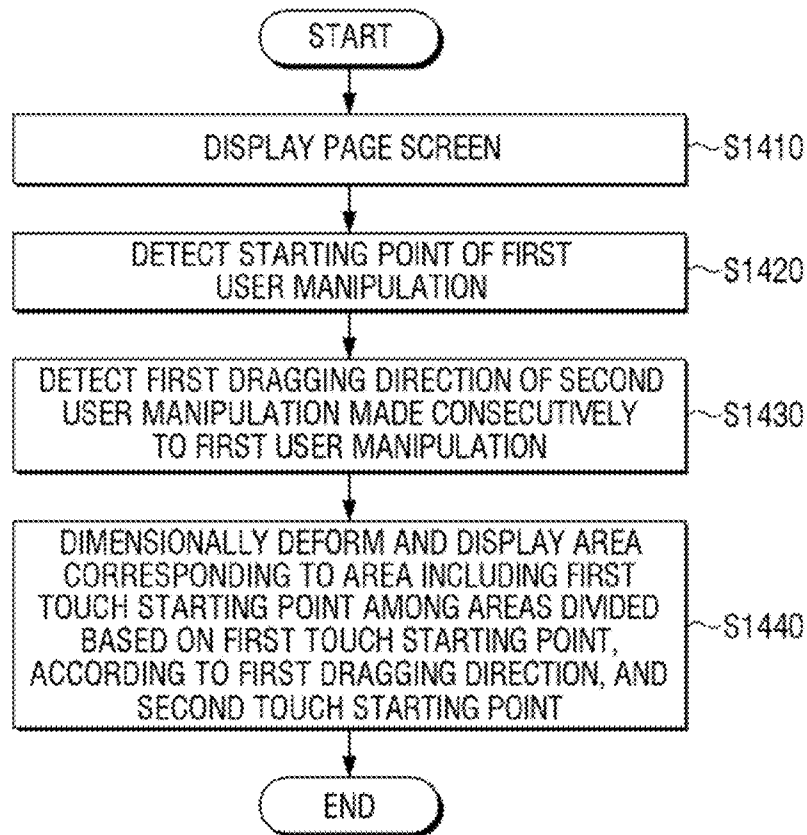 START
DISPLAY PAGE SCREEN
S1410
DETECT STARTING POINT OF FIRST
USER MANIPULATION
S1420
DETECT FIRST DRAGGING DIRECTION OF SECOND
USER MANIPULATION MADE CONSECUTIVELY
TO FIRST USER MANIPULATION
S1430
DIMENSIONALLY DEFORM AND DISPLAY AREA
CORRESPONDING TO AREA INCLUDING FIRST
TOUCH STARTING POINT AMONG AREAS DIVIDED
BASED ON FIRST TOUCH STARTING POINT,
ACCORDING TO FIRST DRAGGING DIRECTION, AND
SECOND TOUCH STARTING POINT
S1440
END